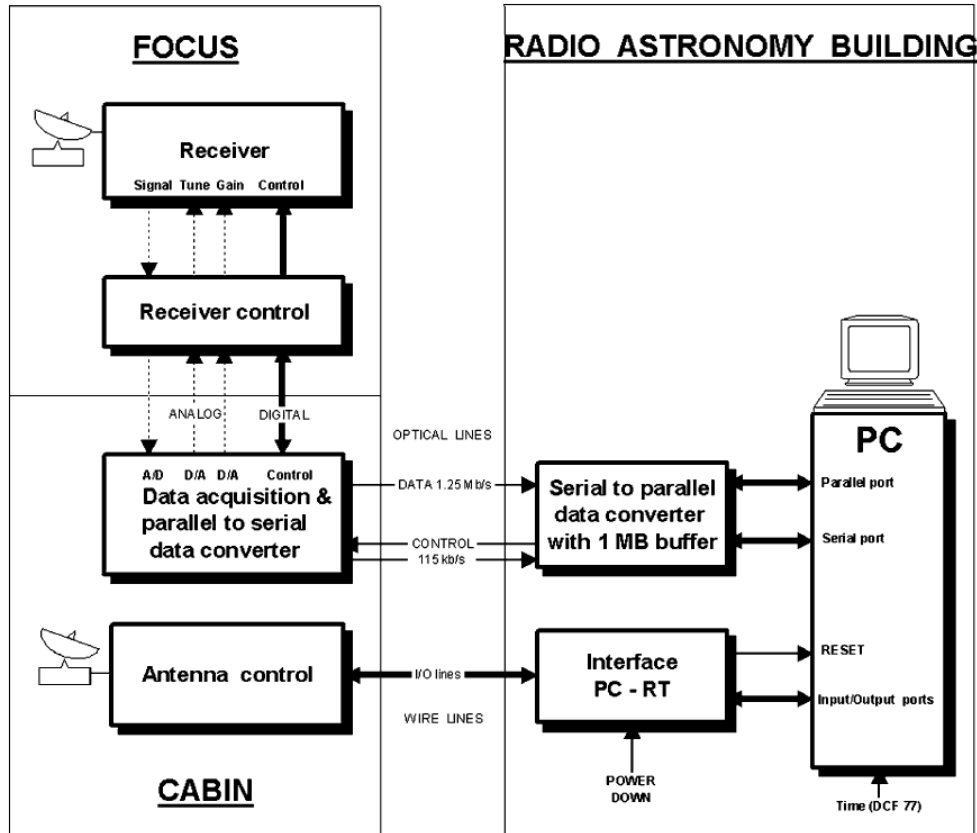 FOCUS
Receiver
Signal Tune Gain Control
Receiver control
ANALOG DIGITAL
A/D D/A D/A Control
Data acquisition &
parallel to serial
data converter
Antenna control
CABIN
OPTICAL LINES
DATA 1.25 Mb/s
CONTROL
115 kb/s
I/O lines
WIRE LINES
RADIO ASTRONOMY BUILDING
Serial to parallel
data converter
with 1 MB buffer
Interface
PC - RT
POWER
DOWN
PC
Parallel port
Serial port
RESET
Input/Output ports
Time (DCF 77)